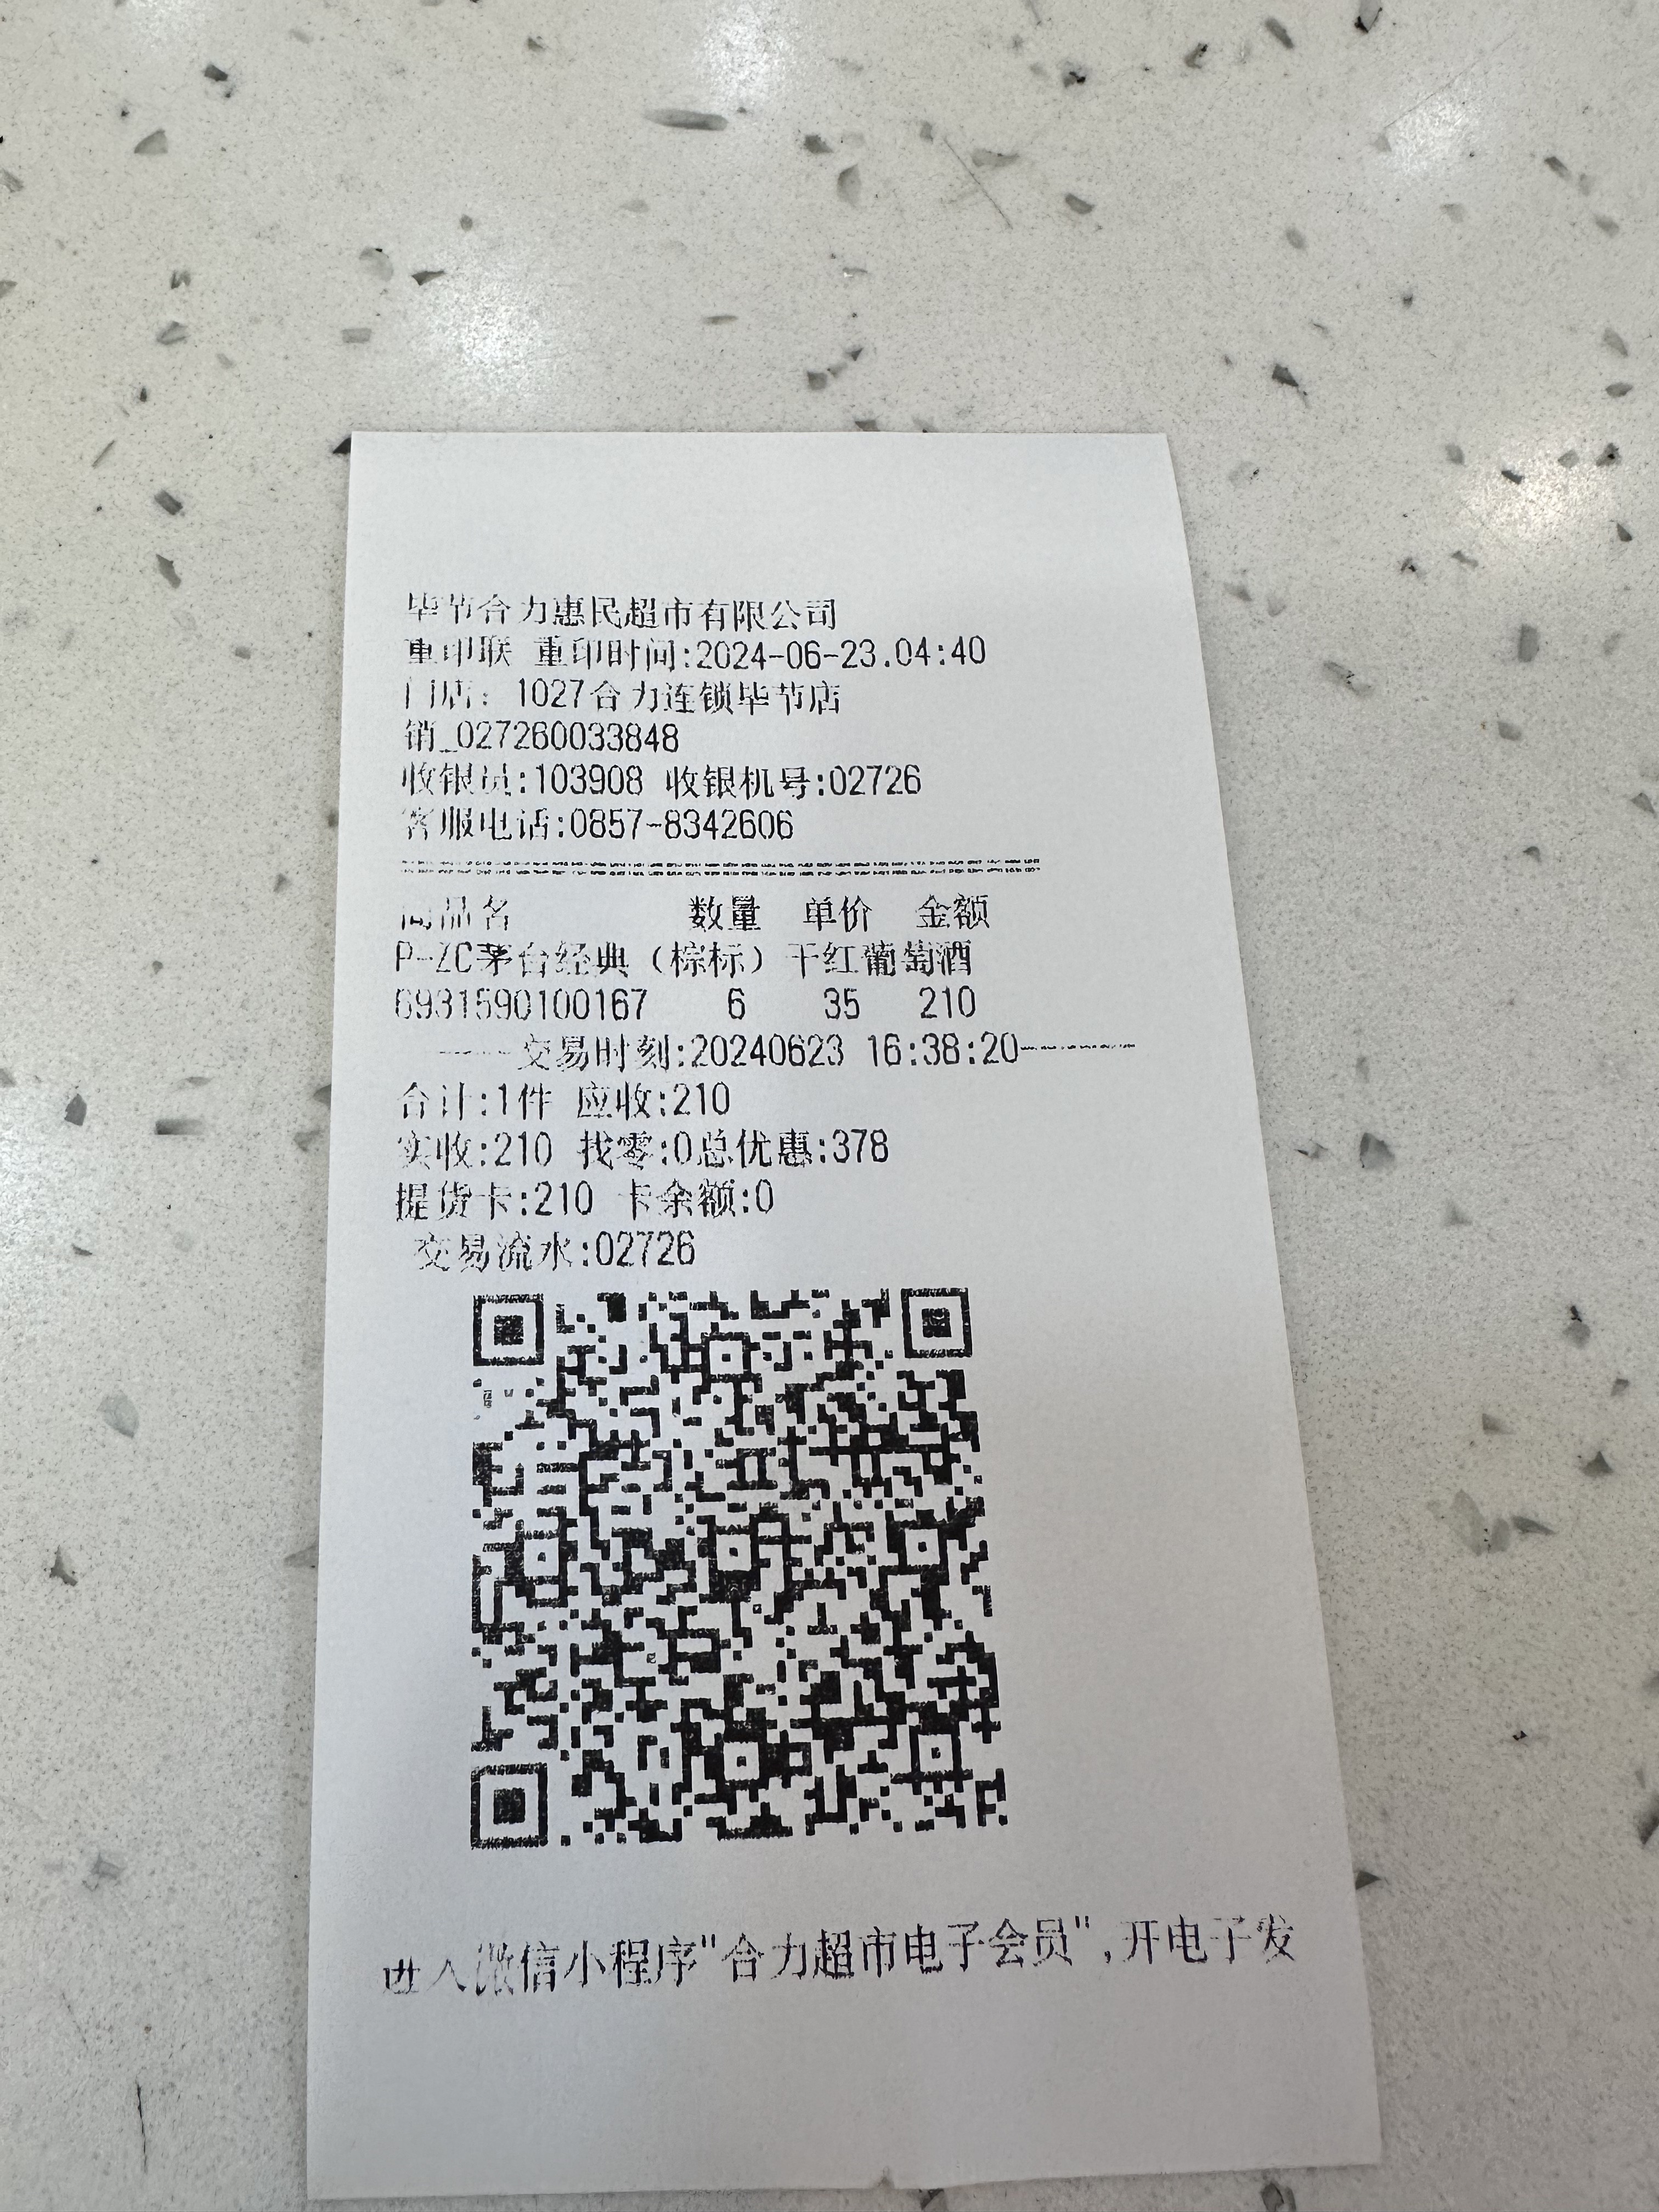 毕节合力惠民超市有限公司
重印联 重印时间:2024-06-23.04:40
门店: 1027合力连锁毕节店
销_027260033848
收银员:103908 收银机号:02726
客服电话:0857-8342606
商品名 数量 单价 金额
P-ZC茅台经典（棕标）干红葡萄酒
6931590100167 6 35 210
-----交易时刻:20240623 16:38:20---------
合计:1件 应收:210
实收:210 找零:0总优惠:378
提货卡:210 卡余额:0
交易流水:02726
进入微信小程序"合力超市电子会员",开电子发